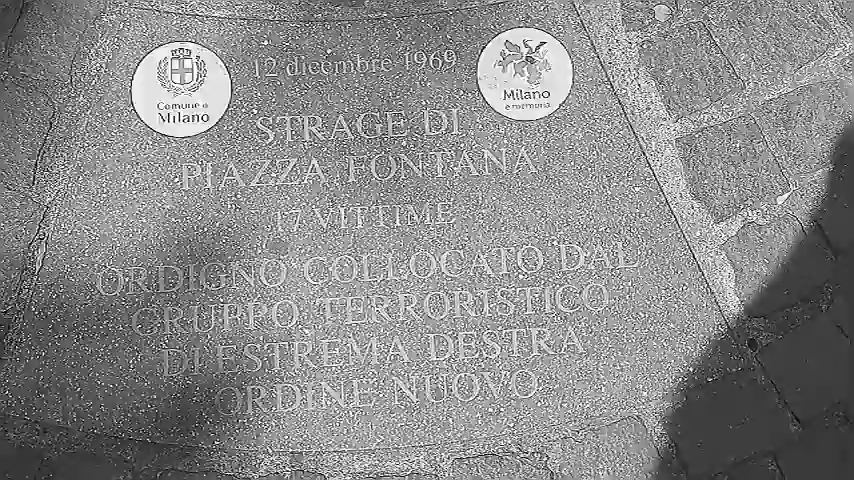 Comune di
Milano
12 dicembre 1969
Milano
è memoria
STRAGE DI
PIAZZA FONTANA
17 VITTIME
ORDIGNO COLLOCATO DAL
GRUPPO TERRORISTICO
DI ESTREMA DESTRA
ORDINE NUOVO